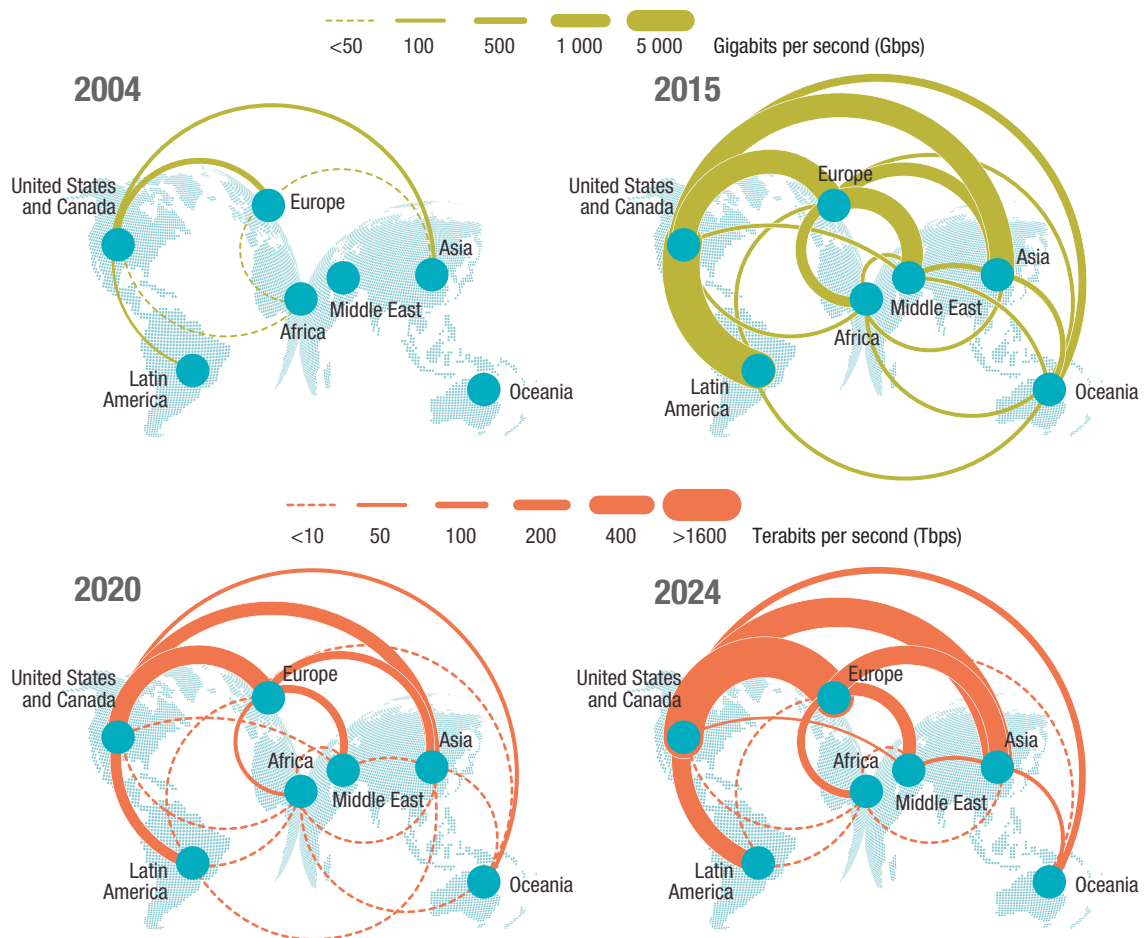 <50 100 500 1 000 5 000 Gigabits per second (Gbps)
2004
United States
and Canada
Europe
Asia
Middle East
Africa
Latin
America
Oceania
2015
United States
and Canada
Europe
Asia
Middle East
Africa
Latin
America
Oceania
<10 50 100 200 400 >1600 Terabits per second (Tbps)
2020
United States
and Canada
Europe
Asia
Africa
Middle East
Latin
America
Oceania
2024
United States
and Canada
Europe
Asia
Africa
Middle East
Latin
America
Oceania